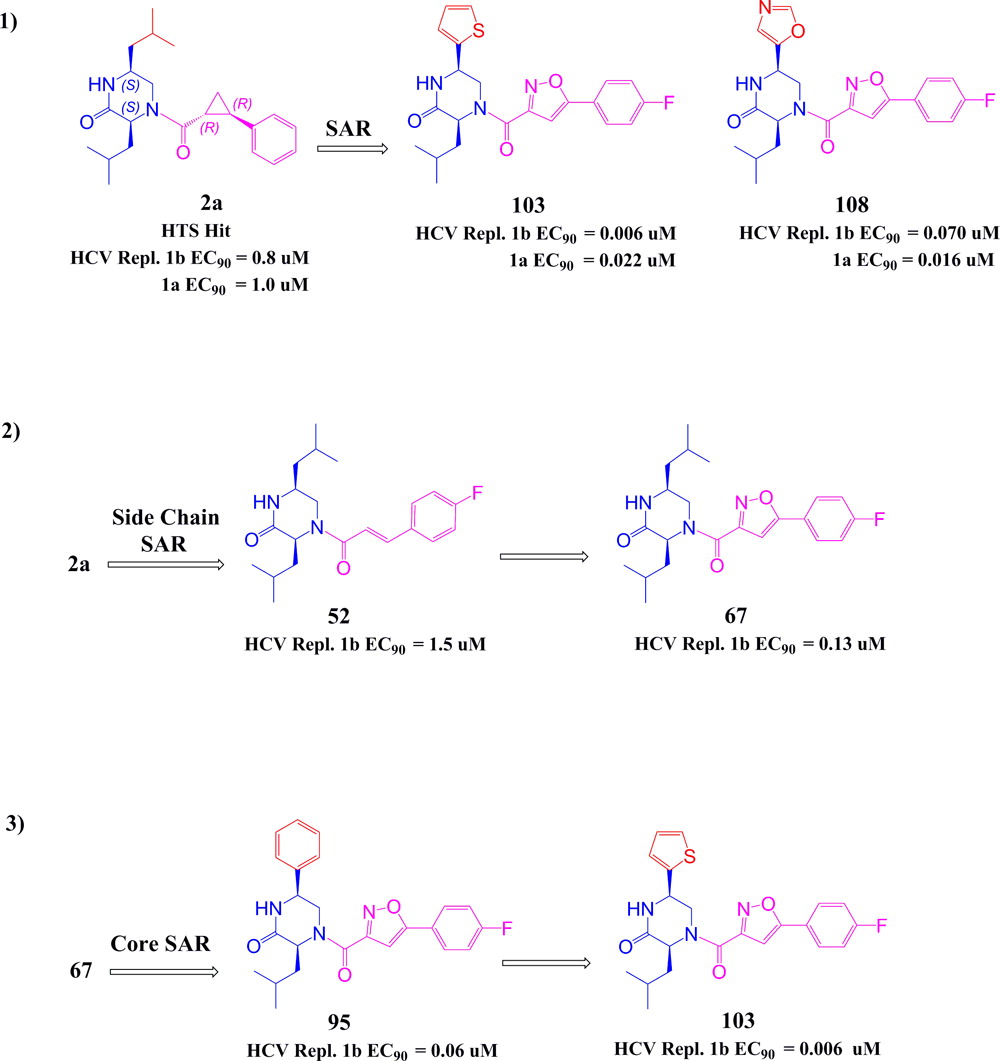 1)
N
S
O
HN
(S)
(S)
N
O
(R)
(R)
O
HN
O
N
O
N
O
F
HN
O
N
O
N
O
F
SAR
2a
HTS Hit
HCV Repl. 1b EC90 = 0.8 uM
1a EC90 = 1.0 uM
103
HCV Repl. 1b EC90 = 0.006 uM
1a EC90 = 0.022 uM
108
HCV Repl. 1b EC90 = 0.070 uM
1a EC90 = 0.016 uM
2)
2a
Side Chain
SAR
HN
O
N
O
F
52
HCV Repl. 1b EC90 = 1.5 uM
HN
O
N
O
N
O
F
67
HCV Repl. 1b EC90 = 0.13 uM
3)
67
Core SAR
HN
O
N
O
N
O
F
95
HCV Repl. 1b EC90 = 0.06 uM
S
HN
O
N
O
N
O
F
103
HCV Repl. 1b EC90 = 0.006 uM